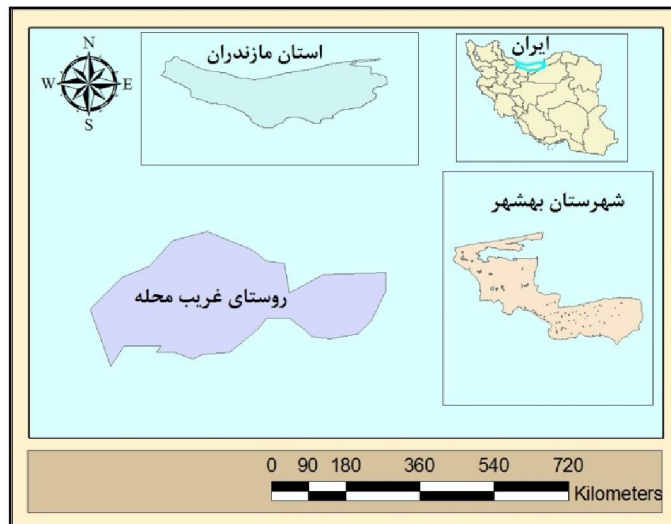 N
W E
S
استان مازندران
ایران
شهرستان بهشهر
روستای غریب محله
0 90 180 360 540 720
Kilometers